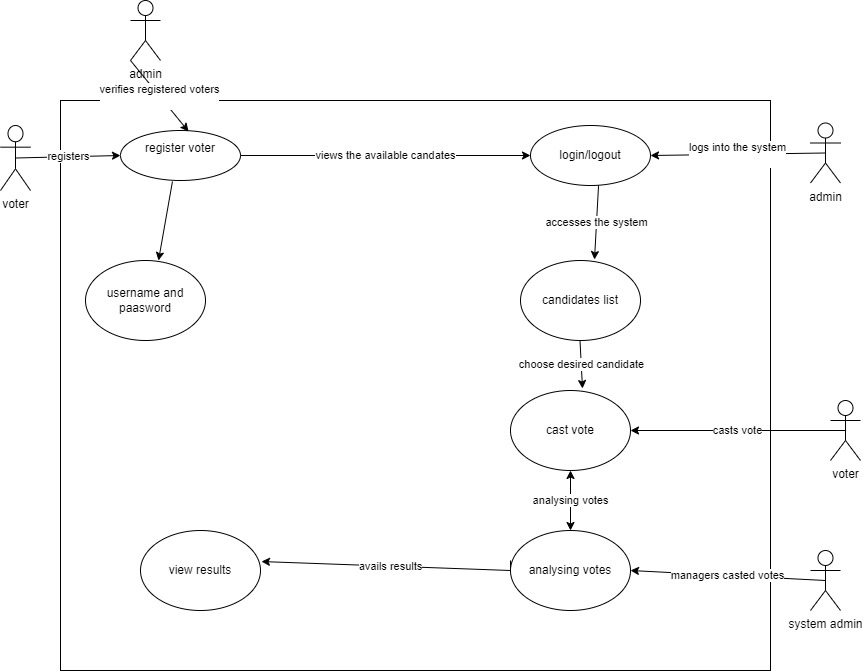 admin
verifies registered voters
register voter
registers
voter
views the available candates
login/logout
logs into the system
admin
accesses the system
username and
paasword
candidates list
choose desired candidate
cast vote
casts vote
voter
analysing votes
view results
avails results
analysing votes
managers casted votes
system admin